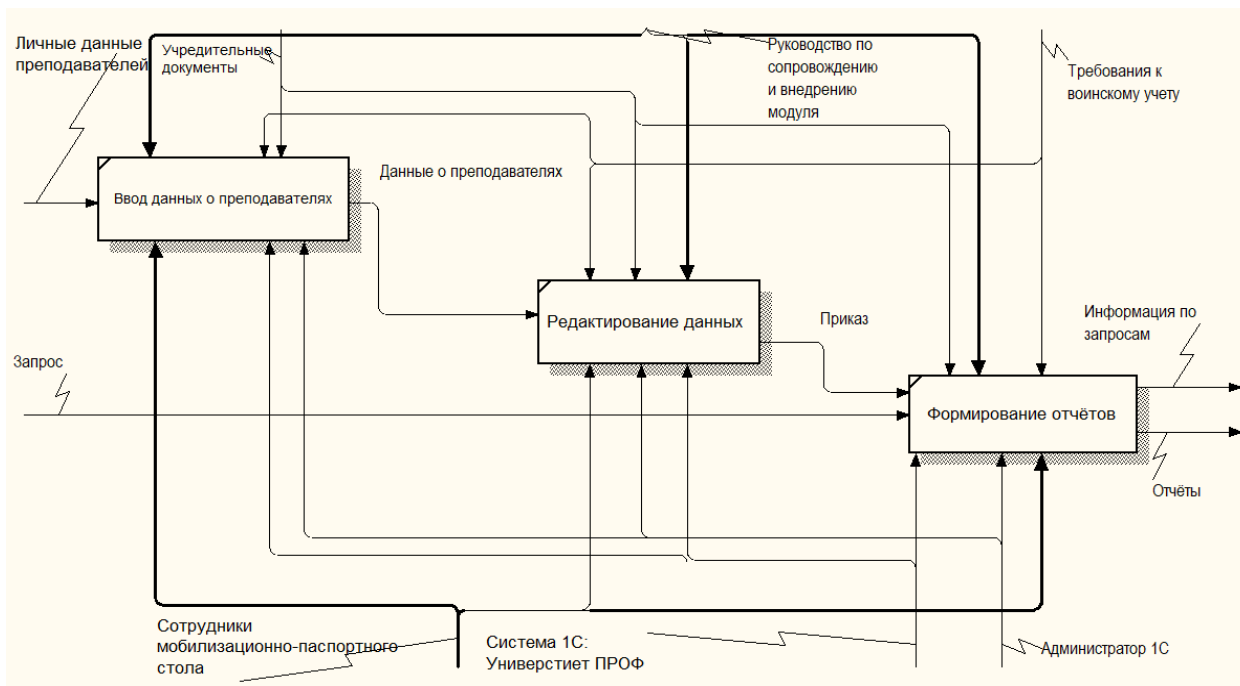 Личные данные
преподавателей
Учредительные
документы
Руководство по
сопровождению
и внедрению
модуля
Требования к
воинскому учету
Ввод данных о преподавателях
Данные о преподавателях
Редактирование данных
Приказ
Информация по
запросам
Запрос
Формирование отчётов
Отчёты
Сотрудники
мобилизационно-паспортного
стола
Система 1С:
Универстиет ПРОФ
Администратор 1С